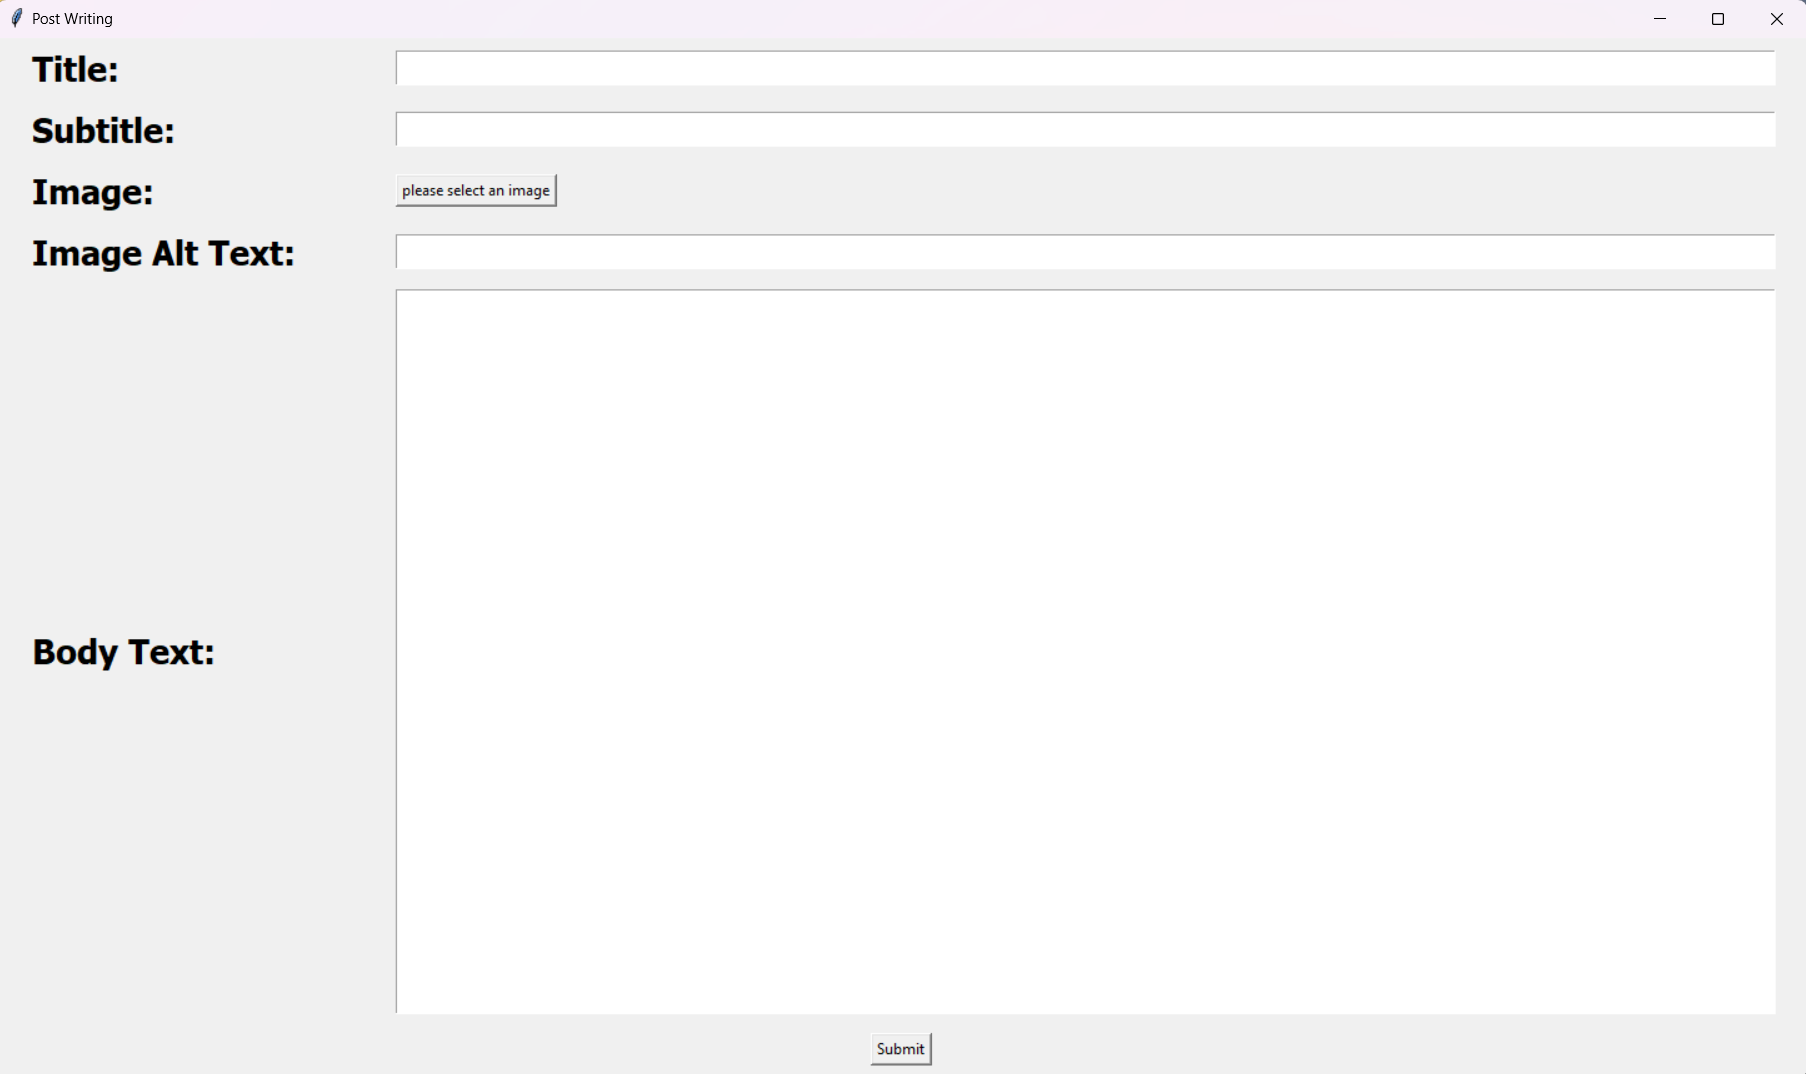 Post Writing
Title:
Subtitle:
Image:
please select an image
Image Alt Text:
Body Text:
Submit